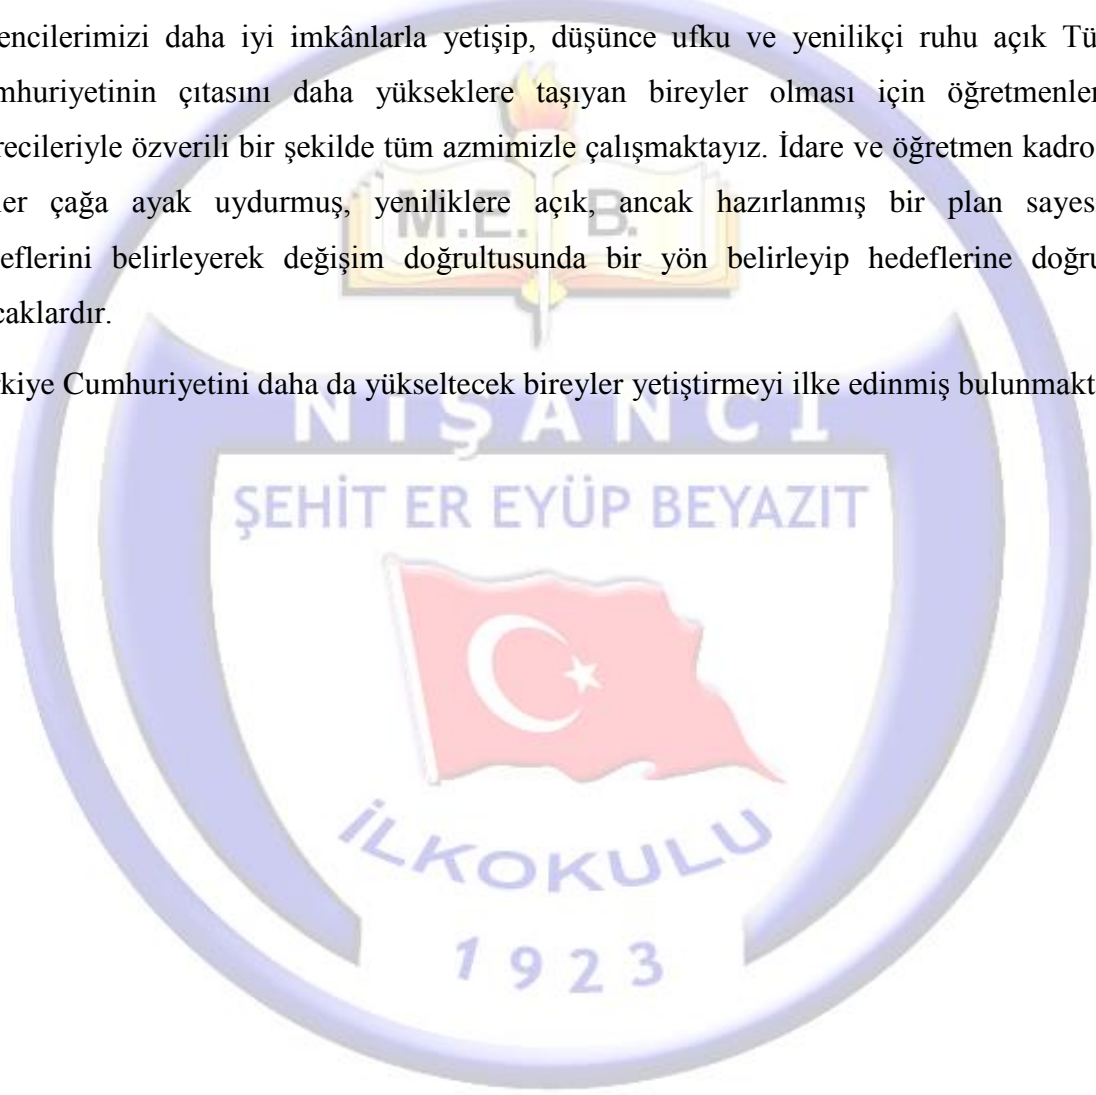 encilerimizi daha iyi imkânlarla yetişip, düşünce ufku ve yenilikçi ruhu açık Tü
mhuriyetinin çıtasını daha yükseklere taşıyan bireyler olması için öğretmenler
recileriyle özverili bir şekilde tüm azmimizle çalışmaktayız. İdare ve öğretmen kadro
ler çağa ayak uydurmuş, yeniliklere açık, ancak hazırlanmış bir plan sayes
eflerini belirleyerek değişim doğrultusunda bir yön belirleyip hedeflerine doğru
caklardır.
rkiye Cumhuriyetini daha da yükseltecek bireyler yetiştirmeyi ilke edinmiş bulunmakt
M.E. B.
NİŞANCI
ŞEHİT ER EYÜP BEYAZIT
İLKOKULU
1923